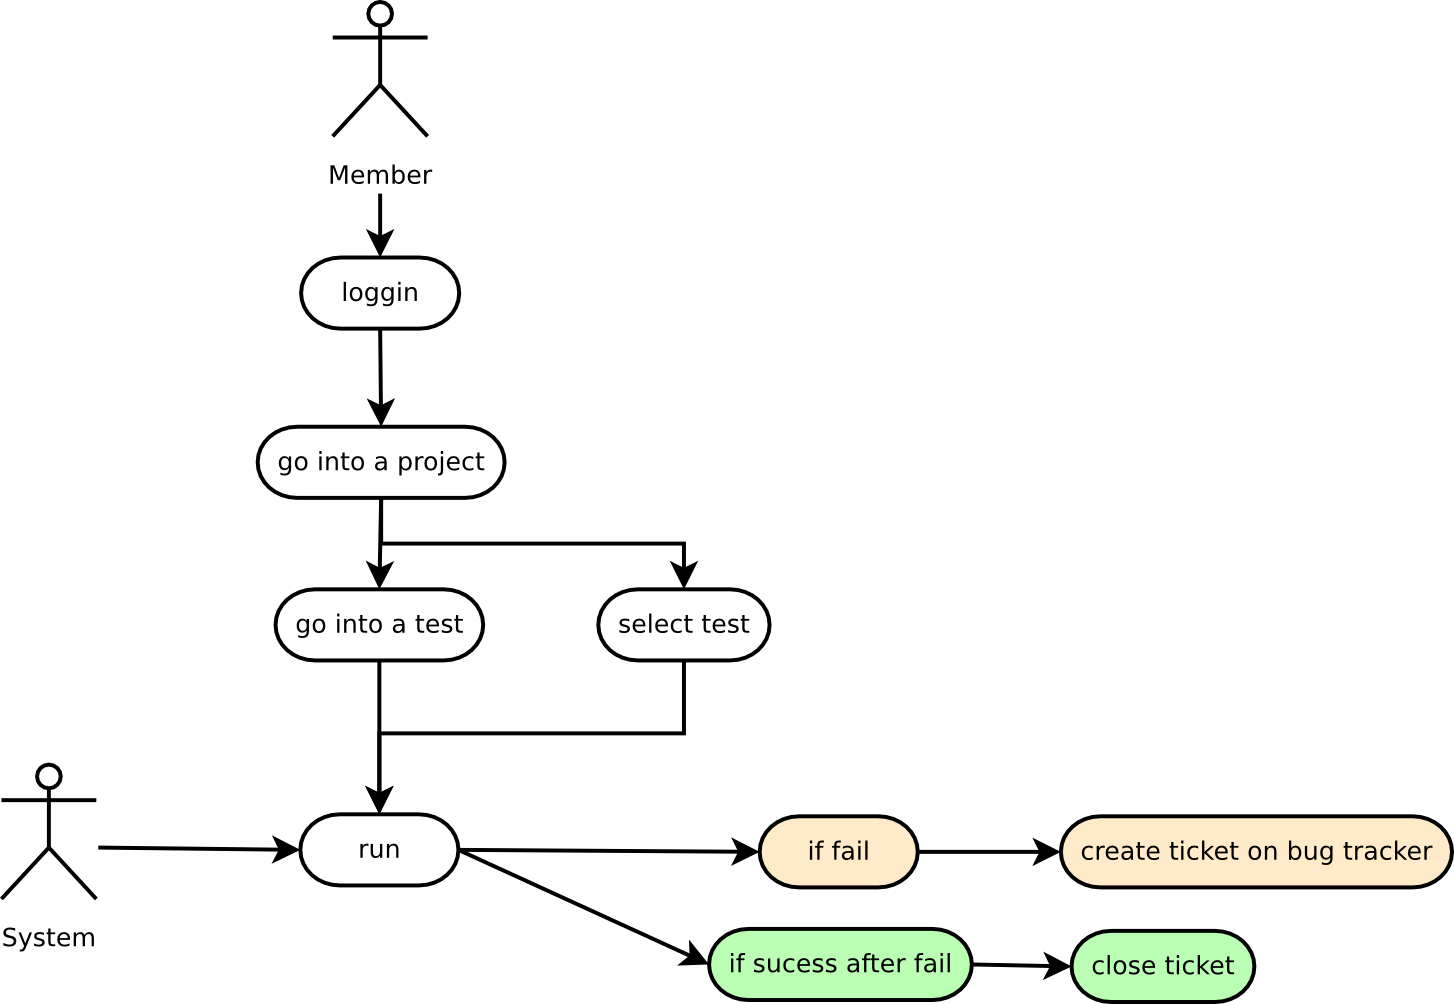 Member
loggin
go into a project
go into a test
select test
run
if fail
create ticket on bug tracker
System
if sucess after fail
close ticket